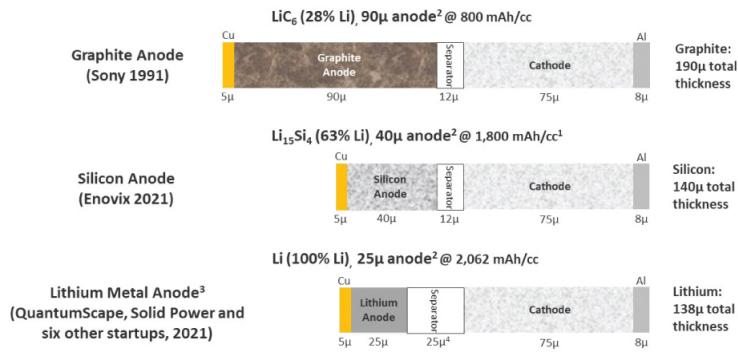 LiC₆ (28% Li), 90µ anode² @ 800 mAh/cc
Graphite Anode
(Sony 1991)
Cu
Graphite
Anode
Separator
Cathode
Al
5µ
90µ
12µ
75µ
8µ
Graphite:
190µ total
thickness
Li₁₅Si₄ (63% Li), 40µ anode² @ 1,800 mAh/cc¹
Silicon Anode
(Enovix 2021)
Cu
Silicon
Anode
Separator
Cathode
Al
5µ
40µ
12µ
75µ
8µ
Silicon:
140µ total
thickness
Li (100% Li), 25µ anode² @ 2,062 mAh/cc
Lithium Metal Anode³
(QuantumScape, Solid Power and
six other startups, 2021)
Cu
Lithium
Anode
Separator
Cathode
Al
5µ
25µ
25µ⁴
75µ
8µ
Lithium:
138µ total
thickness